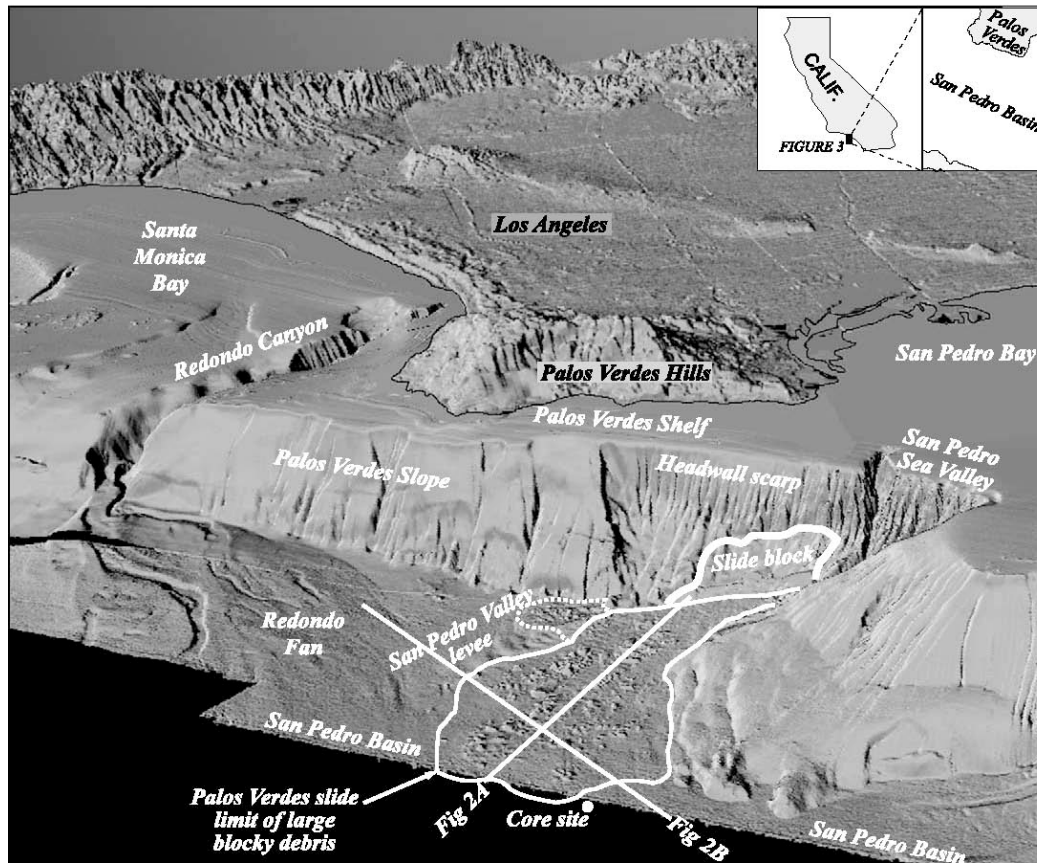 CALIF.
FIGURE 3
Palos
Verdes
San Pedro Basin
Los Angeles
Santa
Monica
Bay
Redondo Canyon
Palos Verdes Hills
San Pedro Bay
Palos Verdes Shelf
San Pedro
Sea Valley
Palos Verdes Slope
Headwall scarp
Slide block
San Pedro Valley
levee
Redondo
Fan
San Pedro Basin
Palos Verdes slide
limit of large
blocky debris
Fig 2A
Core site
Fig 2B
San Pedro Basin